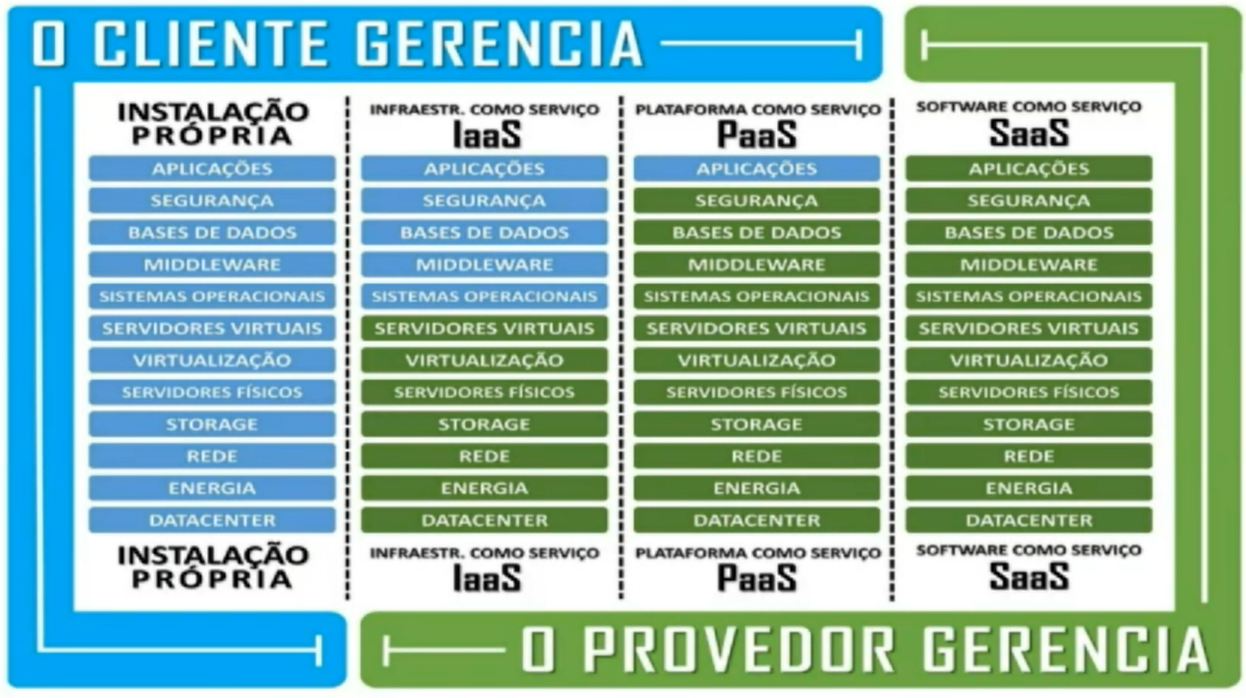 O CLIENTE GERENCIA
INSTALAÇÃO
PRÓPRIA
APLICAÇÕES
SEGURANÇA
BASES DE DADOS
MIDDLEWARE
SISTEMAS OPERACIONAIS
SERVIDORES VIRTUAIS
VIRTUALIZAÇÃO
SERVIDORES FÍSICOS
STORAGE
REDE
ENERGIA
DATACENTER
INSTALAÇÃO
PRÓPRIA
INFRAESTR. COMO SERVIÇO
IaaS
APLICAÇÕES
SEGURANÇA
BASES DE DADOS
MIDDLEWARE
SISTEMAS OPERACIONAIS
SERVIDORES VIRTUAIS
VIRTUALIZAÇÃO
SERVIDORES FÍSICOS
STORAGE
REDE
ENERGIA
DATACENTER
INFRAESTR. COMO SERVIÇO
IaaS
PLATAFORMA COMO SERVIÇO
PaaS
APLICAÇÕES
SEGURANÇA
BASES DE DADOS
MIDDLEWARE
SISTEMAS OPERACIONAIS
SERVIDORES VIRTUAIS
VIRTUALIZAÇÃO
SERVIDORES FÍSICOS
STORAGE
REDE
ENERGIA
DATACENTER
PLATAFORMA COMO SERVIÇO
PaaS
SOFTWARE COMO SERVIÇO
SaaS
APLICAÇÕES
SEGURANÇA
BASES DE DADOS
MIDDLEWARE
SISTEMAS OPERACIONAIS
SERVIDORES VIRTUAIS
VIRTUALIZAÇÃO
SERVIDORES FÍSICOS
STORAGE
REDE
ENERGIA
DATACENTER
SOFTWARE COMO SERVIÇO
SaaS
O PROVEDOR GERENCIA